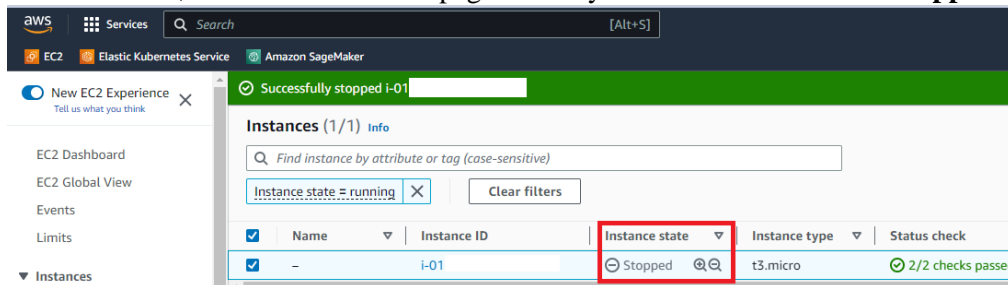 aws Services Search [Alt+S]
EC2 Elastic Kubernetes Service Amazon SageMaker
New EC2 Experience
Tell us what you think
Successfully stopped i-01
Instances (1/1) Info
Find instance by attribute or tag (case-sensitive)
Instance state = running Clear filters
EC2 Dashboard
EC2 Global View
Events
Limits
Instances
Name Instance ID Instance state Instance type Status check
– i-01 Stopped t3.micro 2/2 checks passe